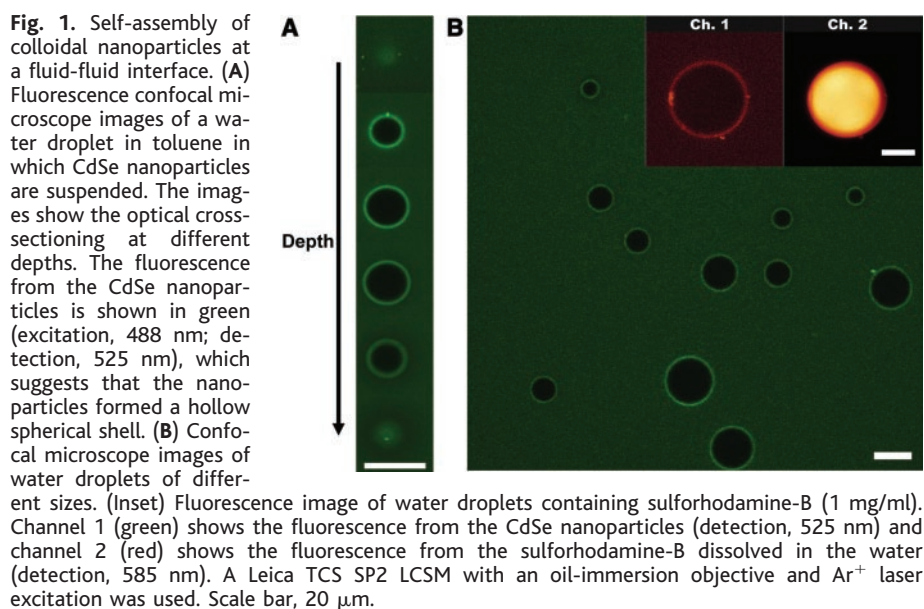 Fig. 1. Self-assembly of
colloidal nanoparticles at
a fluid-fluid interface. (A)
Fluorescence confocal mi-
croscope images of a wa-
ter droplet in toluene in
which CdSe nanoparticles
are suspended. The imag-
es show the optical cross-
sectioning at different
depths. The fluorescence
from the CdSe nanopar-
ticles is shown in green
(excitation, 488 nm; de-
tection, 525 nm), which
suggests that the nano-
particles formed a hollow
spherical shell. (B) Confo-
cal microscope images of
water droplets of differ-
ent sizes. (Inset) Fluorescence image of water droplets containing sulforhodamine-B (1 mg/ml).
Channel 1 (green) shows the fluorescence from the CdSe nanoparticles (detection, 525 nm) and
channel 2 (red) shows the fluorescence from the sulforhodamine-B dissolved in the water
(detection, 585 nm). A Leica TCS SP2 LCSM with an oil-immersion objective and Ar⁺ laser
excitation was used. Scale bar, 20 μm.
A
Depth
B
Ch. 1
Ch. 2